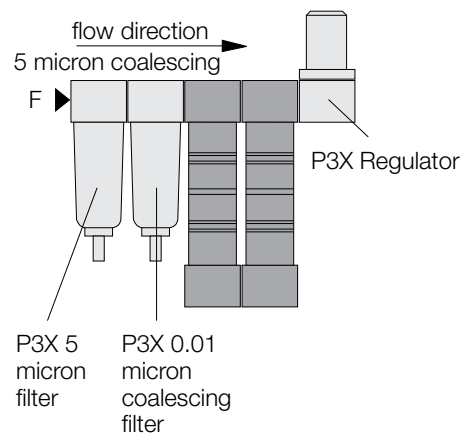 flow direction
5 micron coalescing
F
P3X Regulator
P3X 5
micron
filter
P3X 0.01
micron
coalescing
filter